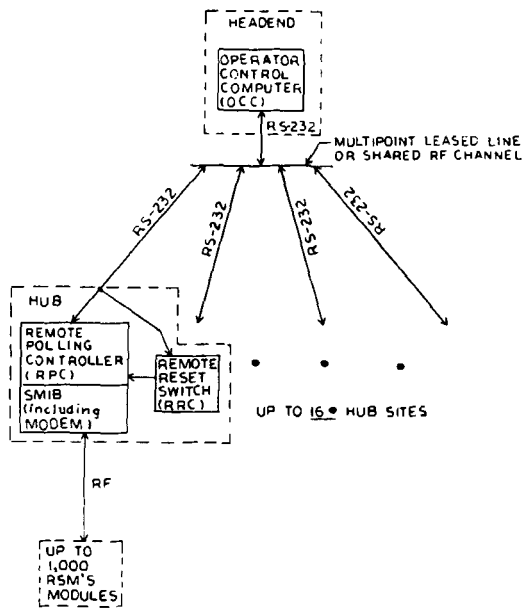 HEADEND
OPERATOR
CONTROL
COMPUTER
(OCC)
RS-232
MULTIPOINT LEASED LINE
OR SHARED RF CHANNEL
RS-232
RS-232
RS-232
RS-232
HUB
REMOTE
POLLING
CONTROLLER
(RPC)
SMIB
(including
MODEM)
REMOTE
RESET
SWITCH
(RRC)
UP TO 16 HUB SITES
RF
UP TO
1,000
RSM'S
MODULES